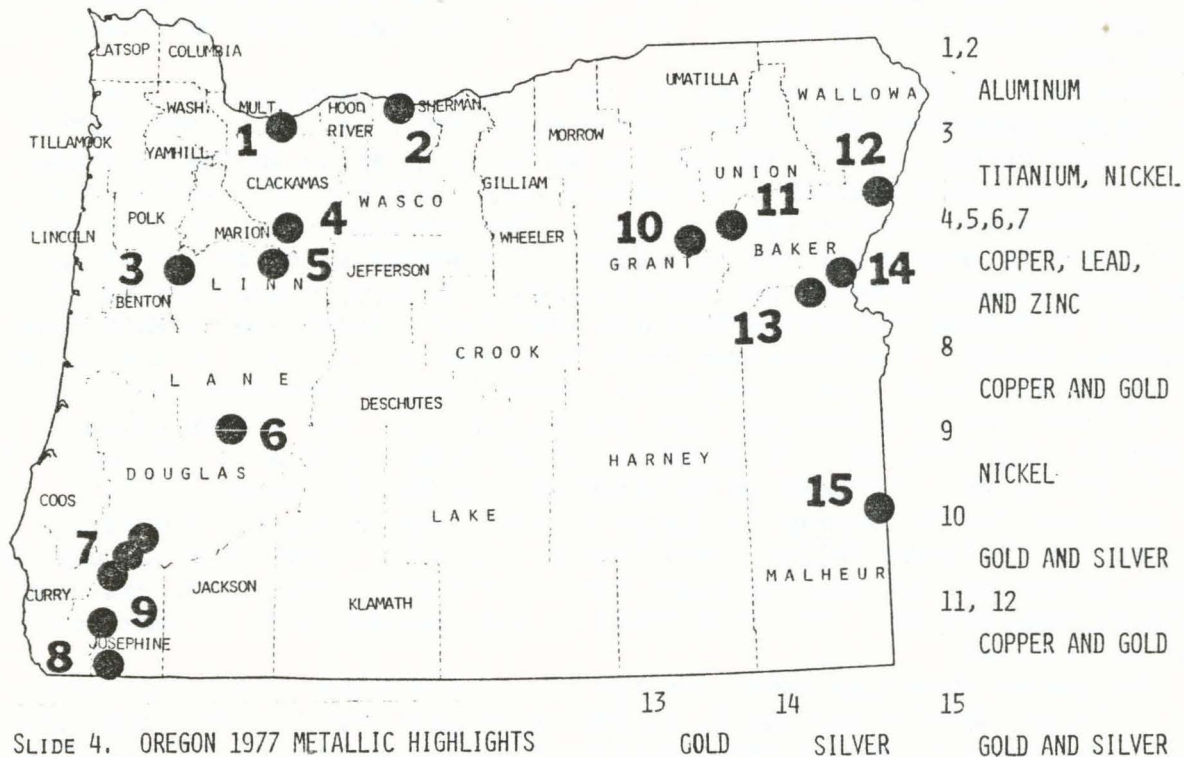 LATSOP COLUMBIA
UMATILLA
WALLOWA
WASH. MULT. HOOD RIVER SHERMAN
MORROW
TILLAMOOK
YAMHILL
1
2
12
CLACKAMAS
GILLIAM
UNION
WASCO
11
POLK
4
10
LINCOLN
MARION
WHEELER
BAKER
3
5
JEFFERSON
GRANT
14
BENTON
LINN
13
CROOK
LANE
DESCHUTES
6
DOUGLAS
HARNEY
15
COOS
LAKE
7
CURRY
JACKSON
MALHEUR
9
KLAMATH
8
JOSEPHINE
1,2
ALUMINUM
3
TITANIUM, NICKEL
4,5,6,7
COPPER, LEAD,
AND ZINC
8
COPPER AND GOLD
9
NICKEL
10
GOLD AND SILVER
11, 12
COPPER AND GOLD
13 14 15
SLIDE 4. OREGON 1977 METALLIC HIGHLIGHTS GOLD SILVER GOLD AND SILVER